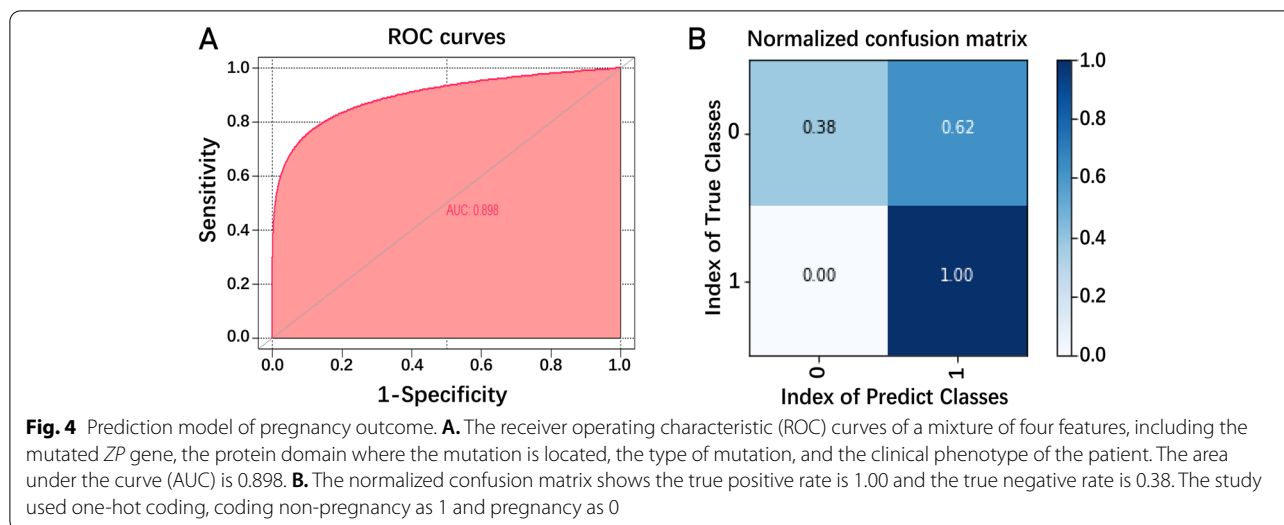 A
ROC curves
Sensitivity
1.0
0.8
0.6
0.4
0.2
0.0
AUC: 0.898
0.0 0.2 0.4 0.6 0.8 1.0
1-Specificity
B
Normalized confusion matrix
Index of True Classes
0
1
0.38 0.62
0.00 1.00
0 1
Index of Predict Classes
1.0
0.8
0.6
0.4
0.2
0.0
Fig. 4 Prediction model of pregnancy outcome. A. The receiver operating characteristic (ROC) curves of a mixture of four features, including the
mutated ZP gene, the protein domain where the mutation is located, the type of mutation, and the clinical phenotype of the patient. The area
under the curve (AUC) is 0.898. B. The normalized confusion matrix shows the true positive rate is 1.00 and the true negative rate is 0.38. The study
used one-hot coding, coding non-pregnancy as 1 and pregnancy as 0